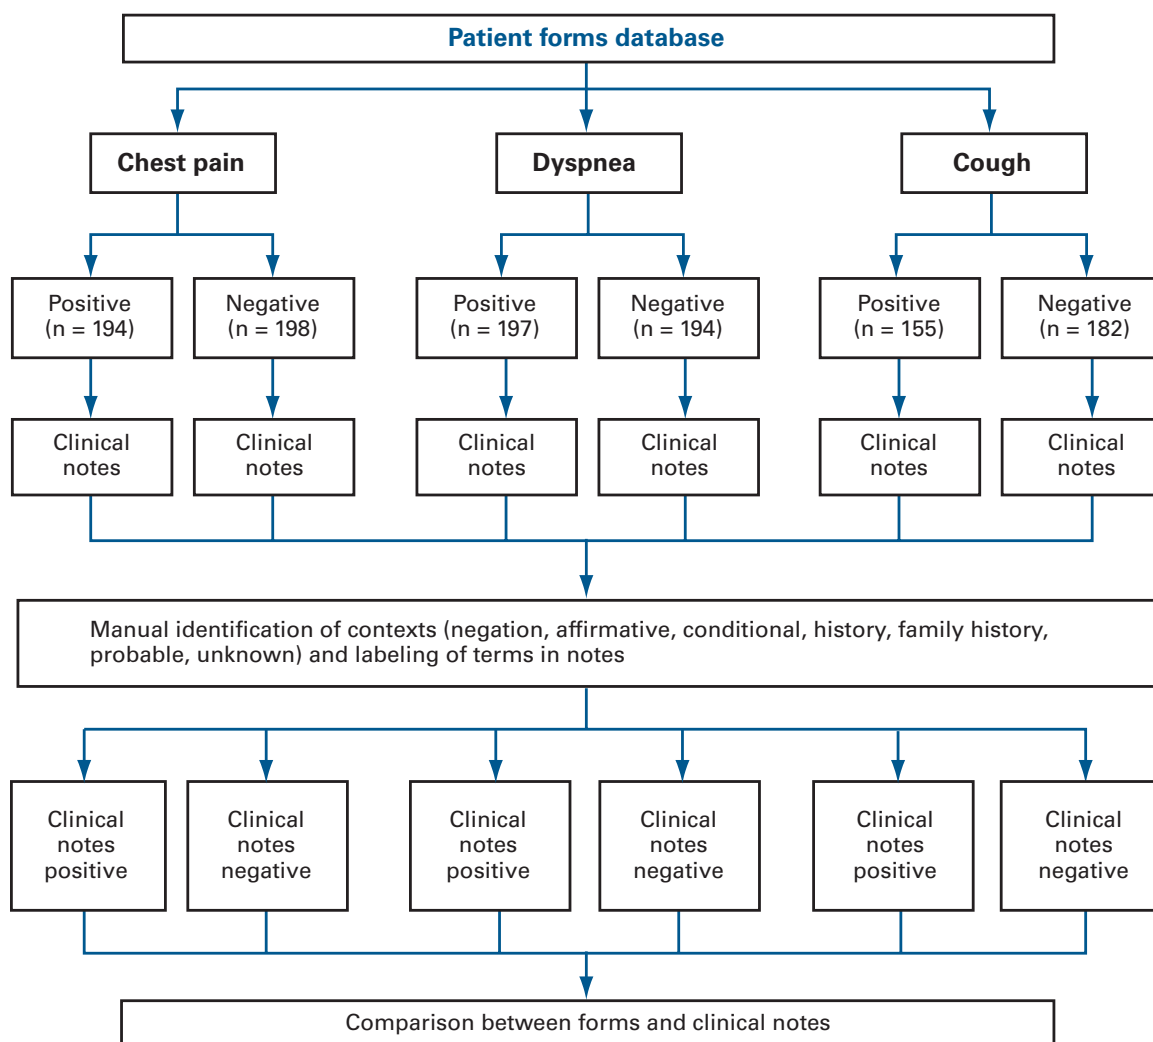 Patient forms database
Chest pain
Dyspnea
Cough
Positive
(n = 194)
Negative
(n = 198)
Positive
(n = 197)
Negative
(n = 194)
Positive
(n = 155)
Negative
(n = 182)
Clinical
notes
Clinical
notes
Clinical
notes
Clinical
notes
Clinical
notes
Clinical
notes
Manual identification of contexts (negation, affirmative, conditional, history, family history,
probable, unknown) and labeling of terms in notes
Clinical
notes
positive
Clinical
notes
negative
Clinical
notes
positive
Clinical
notes
negative
Clinical
notes
positive
Clinical
notes
negative
Comparison between forms and clinical notes